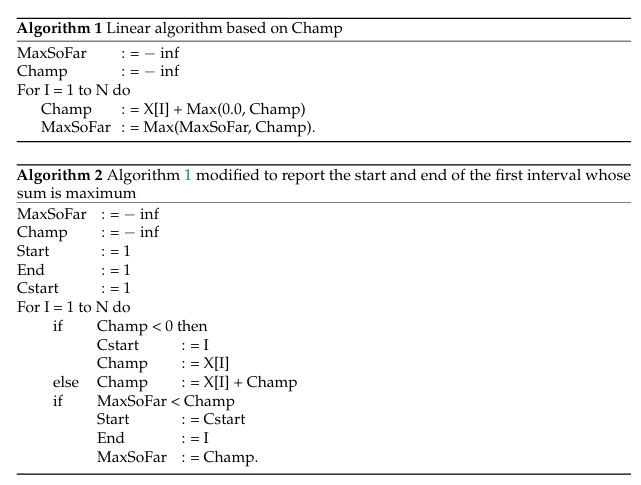 Algorithm 1 Linear algorithm based on Champ
MaxSoFar : = − inf
Champ : = − inf
For I = 1 to N do
Champ : = X[I] + Max(0.0, Champ)
MaxSoFar : = Max(MaxSoFar, Champ).
Algorithm 2 Algorithm 1 modified to report the start and end of the first interval whose
sum is maximum
MaxSoFar : = − inf
Champ : = − inf
Start : = 1
End : = 1
Cstart : = 1
For I = 1 to N do
if Champ < 0 then
Cstart : = I
Champ : = X[I]
else Champ : = X[I] + Champ
if MaxSoFar < Champ
Start : = Cstart
End : = I
MaxSoFar : = Champ.